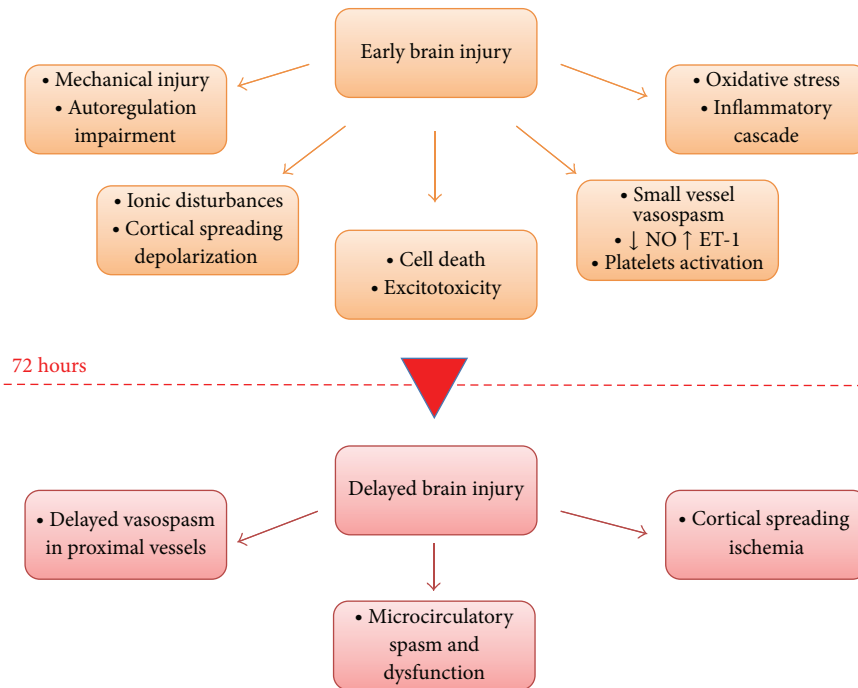 Early brain injury
• Mechanical injury
• Autoregulation
impairment
• Oxidative stress
• Inflammatory
cascade
• Ionic disturbances
• Cortical spreading
depolarization
• Cell death
• Excitotoxicity
• Small vessel
vasospasm
• ↓ NO ↑ ET-1
• Platelets activation
72 hours
Delayed brain injury
• Delayed vasospasm
in proximal vessels
• Microcirculatory
spasm and
dysfunction
• Cortical spreading
ischemia